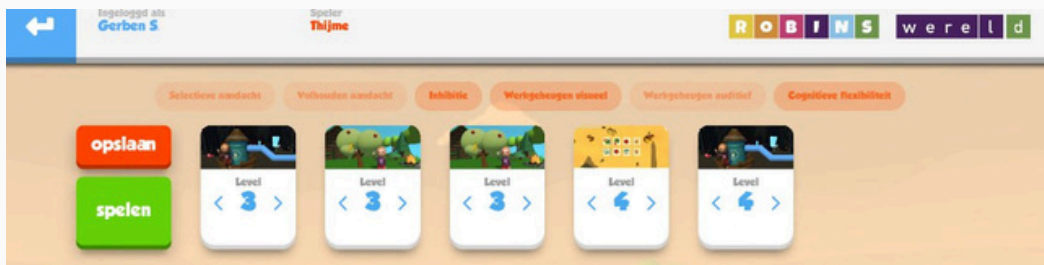 Ingelogd als
Gerben S.
Speler
Thijme
ROBINS wereld
Selectieve aandacht
Volhouden aandacht
Inhibitie
Werkgeheugen visueel
Werkgeheugen auditief
Cognitieve flexibiliteit
opslaan
spelen
Level
3
Level
3
Level
3
Level
4
Level
4